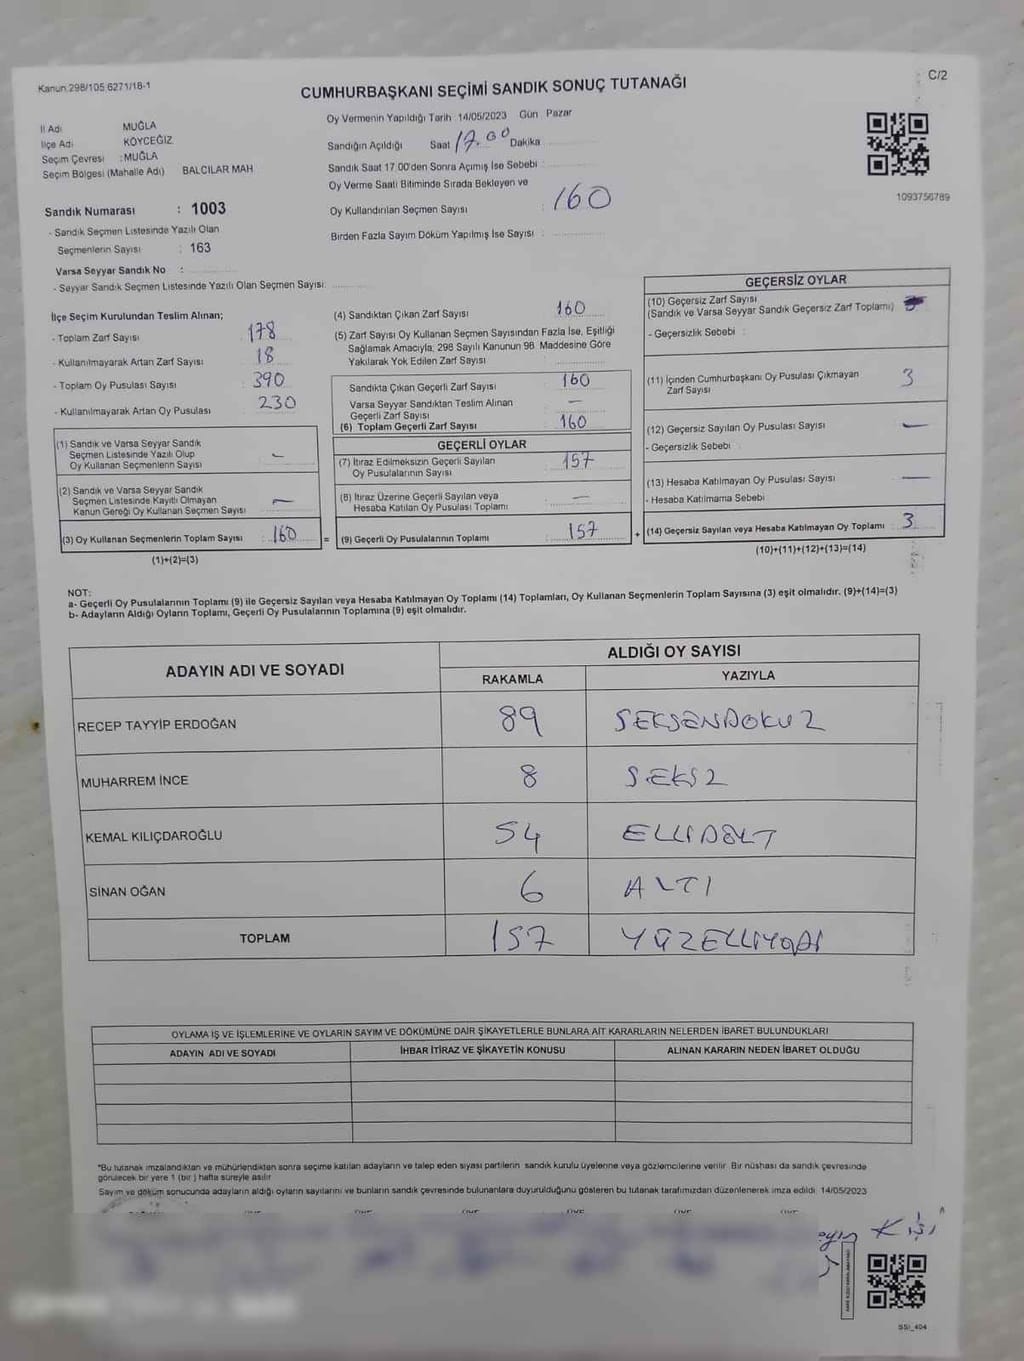 Kanun;298/105,6271/18-1
C/2
CUMHURBAŞKANI SEÇİMİ SANDIK SONUÇ TUTANAĞI
İl Adı MUĞLA
İlçe Adı KÖYCEĞİZ
Seçim Çevresi :MUĞLA
Seçim Bölgesi (Mahalle Adı) BALCILAR MAH
Sandık Numarası : 1003
- Sandık Seçmen Listesinde Yazılı Olan
Seçmenlerin Sayısı : 163
Varsa Seyyar Sandık No :
- Seyyar Sandık Seçmen Listesinde Yazılı Olan Seçmen Sayısı:
Oy Vermenin Yapıldığı Tarih :14/05/2023 Gün Pazar
Sandığın Açıldığı Saat 17.00 Dakika
Sandık Saat 17.00'den Sonra Açımış İse Sebebi :
Oy Verme Saati Bitiminde Sırada Bekleyen ve
Oy Kullandırılan Seçmen Sayısı : 160
Birden Fazla Sayım Döküm Yapılmış İse Sayısı :
1093756789
İlçe Seçim Kurulundan Teslim Alınan;
- Toplam Zarf Sayısı : 178
- Kullanılmayarak Artan Zarf Sayısı : 18
- Toplam Oy Pusulası Sayısı : 390
- Kullanılmayarak Artan Oy Pusulası : 230
(1) Sandık ve Varsa Seyyar Sandık
Seçmen Listesinde Yazılı Olup
Oy Kullanan Seçmenlerin Sayısı : –
(2) Sandık ve Varsa Seyyar Sandık
Seçmen Listesinde Kayıtlı Olmayan
Kanun Gereği Oy Kullanan Seçmen Sayısı : –
(3) Oy Kullanan Seçmenlerin Toplam Sayısı : 160 =
(1)+(2)=(3)
(4) Sandıktan Çıkan Zarf Sayısı : 160
(5) Zarf Sayısı Oy Kullanan Seçmen Sayısından Fazla İse, Eşitliği
Sağlamak Amacıyla; 298 Sayılı Kanunun 98. Maddesine Göre
Yakılarak Yok Edilen Zarf Sayısı :
Sandıkta Çıkan Geçerli Zarf Sayısı : 160
Varsa Seyyar Sandıktan Teslim Alınan
Geçerli Zarf Sayısı : –
(6) Toplam Geçerli Zarf Sayısı : 160
GEÇERLİ OYLAR
(7) İtiraz Edilmeksizin Geçerli Sayılan
Oy Pusulalarının Sayısı : 157
(8) İtiraz Üzerine Geçerli Sayılan veya
Hesaba Katılan Oy Pusulası Toplamı : –
(9) Geçerli Oy Pusulalarının Toplamı : 157 +
GEÇERSİZ OYLAR
(10) Geçersiz Zarf Sayısı
(Sandık ve Varsa Seyyar Sandık Geçersiz Zarf Toplamı) :
- Geçersizlik Sebebi :
(11) İçinden Cumhurbaşkanı Oy Pusulası Çıkmayan
Zarf Sayısı : 3
(12) Geçersiz Sayılan Oy Pusulası Sayısı : –
- Geçersizlik Sebebi :
(13) Hesaba Katılmayan Oy Pusulası Sayısı : –
- Hesaba Katılmama Sebebi :
(14) Geçersiz Sayılan veya Hesaba Katılmayan Oy Toplamı : 3
(10)+(11)+(12)+(13)=(14)
NOT:
a- Geçerli Oy Pusulalarının Toplamı (9) ile Geçersiz Sayılan veya Hesaba Katılmayan Oy Toplamı (14) Toplamları, Oy Kullanan Seçmenlerin Toplam Sayısına (3) eşit olmalıdır. (9)+(14)=(3)
b- Adayların Aldığı Oyların Toplamı, Geçerli Oy Pusulalarının Toplamına (9) eşit olmalıdır.
ADAYIN ADI VE SOYADI
ALDIĞI OY SAYISI
RAKAMLA YAZIYLA
RECEP TAYYİP ERDOĞAN 89 SEKSENDOKUZ
MUHARREM İNCE 8 SEKSZ
KEMAL KILIÇDAROĞLU 54 ELLİDÖRT
SİNAN OĞAN 6 ALTI
TOPLAM 157 YÜZELLİYEDİ
OYLAMA İŞ VE İŞLEMLERİNE VE OYLARIN SAYIM VE DÖKÜMÜNE DAİR ŞİKAYETLERLE BUNLARA AİT KARARLARIN NELERDEN İBARET BULUNDUKLARI
ADAYIN ADI VE SOYADI İHBAR İTİRAZ VE ŞİKAYETİN KONUSU ALINAN KARARIN NEDEN İBARET OLDUĞU
*Bu tutanak imzalandıktan ve mühürlendikten sonra seçime katılan adayların ve talep eden siyasi partilerin sandık kurulu üyelerine veya gözlemcilerine verilir. Bir nüshası da sandık çevresinde
görülecek bir yere 1 (bir ) hafta süreyle asılır
Sayım ve döküm sonucunda adayların aldığı oyların sayılarını ve bunların sandık çevresinde bulunanlara duyurulduğunu gösteren bu tutanak tarafımızdan düzenlenerek imza edildi. 14/05/2023
SSI_404